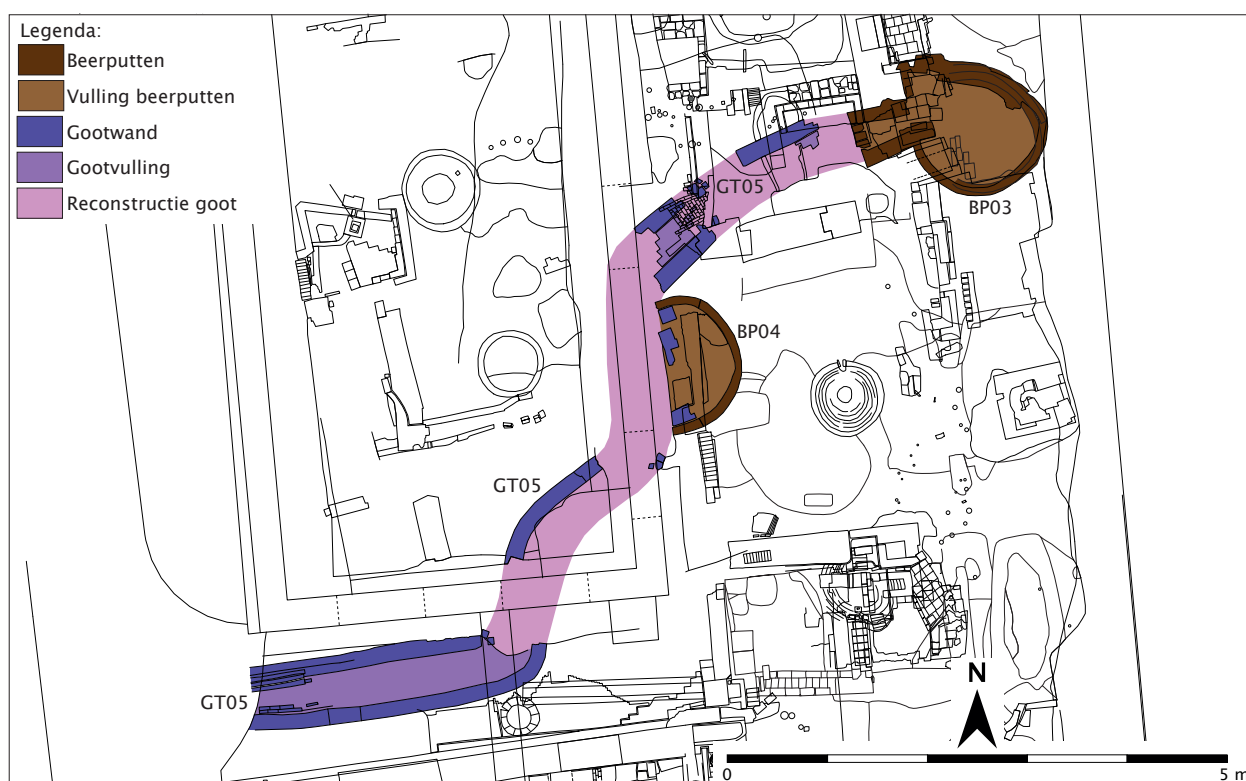 Legenda:
Beerputten
Vulling beerputten
Gootwand
Gootvulling
Reconstructie goot
GT05
BP03
BP04
GT05
GT05
N
0
5 m